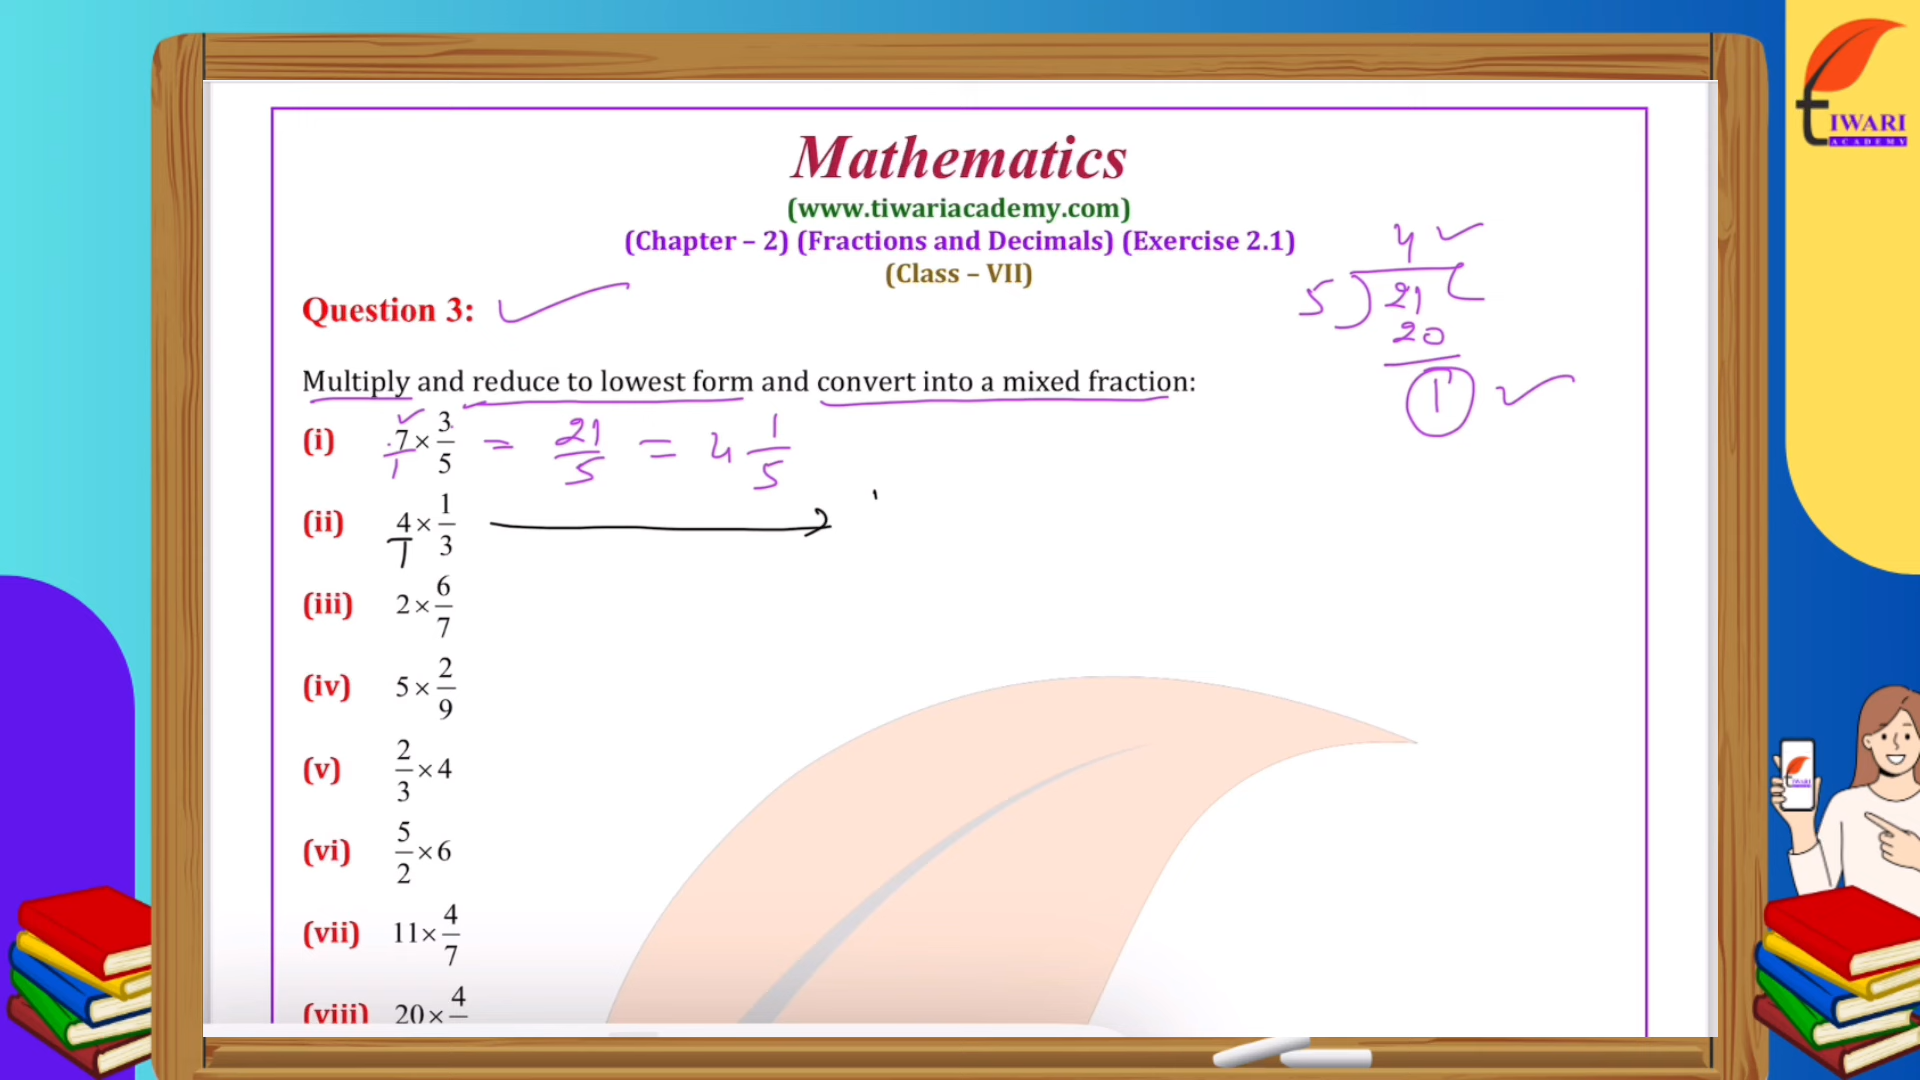 tIWARI
ACADEMY
Mathematics
(www.tiwariacademy.com)
(Chapter – 2) (Fractions and Decimals) (Exercise 2.1)
(Class – VII)
Question 3:
Multiply and reduce to lowest form and convert into a mixed fraction:
(i) 7/1 × 3/5 = 21/5 = 4 1/5
(ii) 4/1 × 1/3
(iii) 2 × 6/7
(iv) 5 × 2/9
(v) 2/3 × 4
(vi) 5/2 × 6
(vii) 11 × 4/7
(viii) 20 × 4
4
5 ) 21 (
20
1